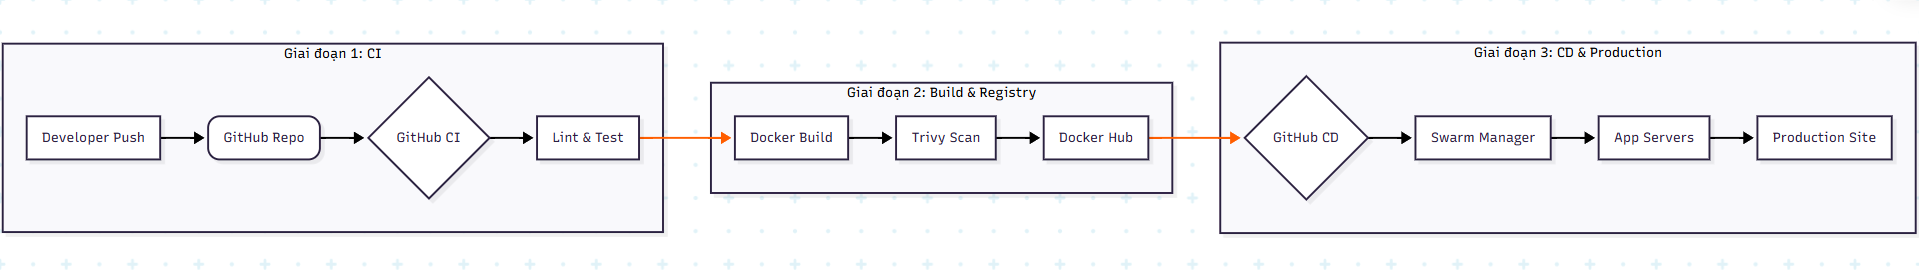 Giai đoạn 1: CI
Developer Push
GitHub Repo
GitHub CI
Lint & Test
Giai đoạn 2: Build & Registry
Docker Build
Trivy Scan
Docker Hub
Giai đoạn 3: CD & Production
GitHub CD
Swarm Manager
App Servers
Production Site